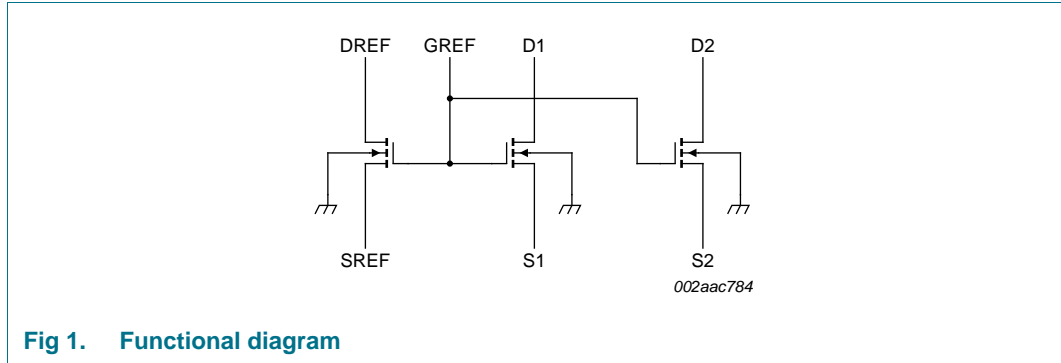 DREF GREF D1 D2
SREF S1 S2
002aac784
Fig 1. Functional diagram